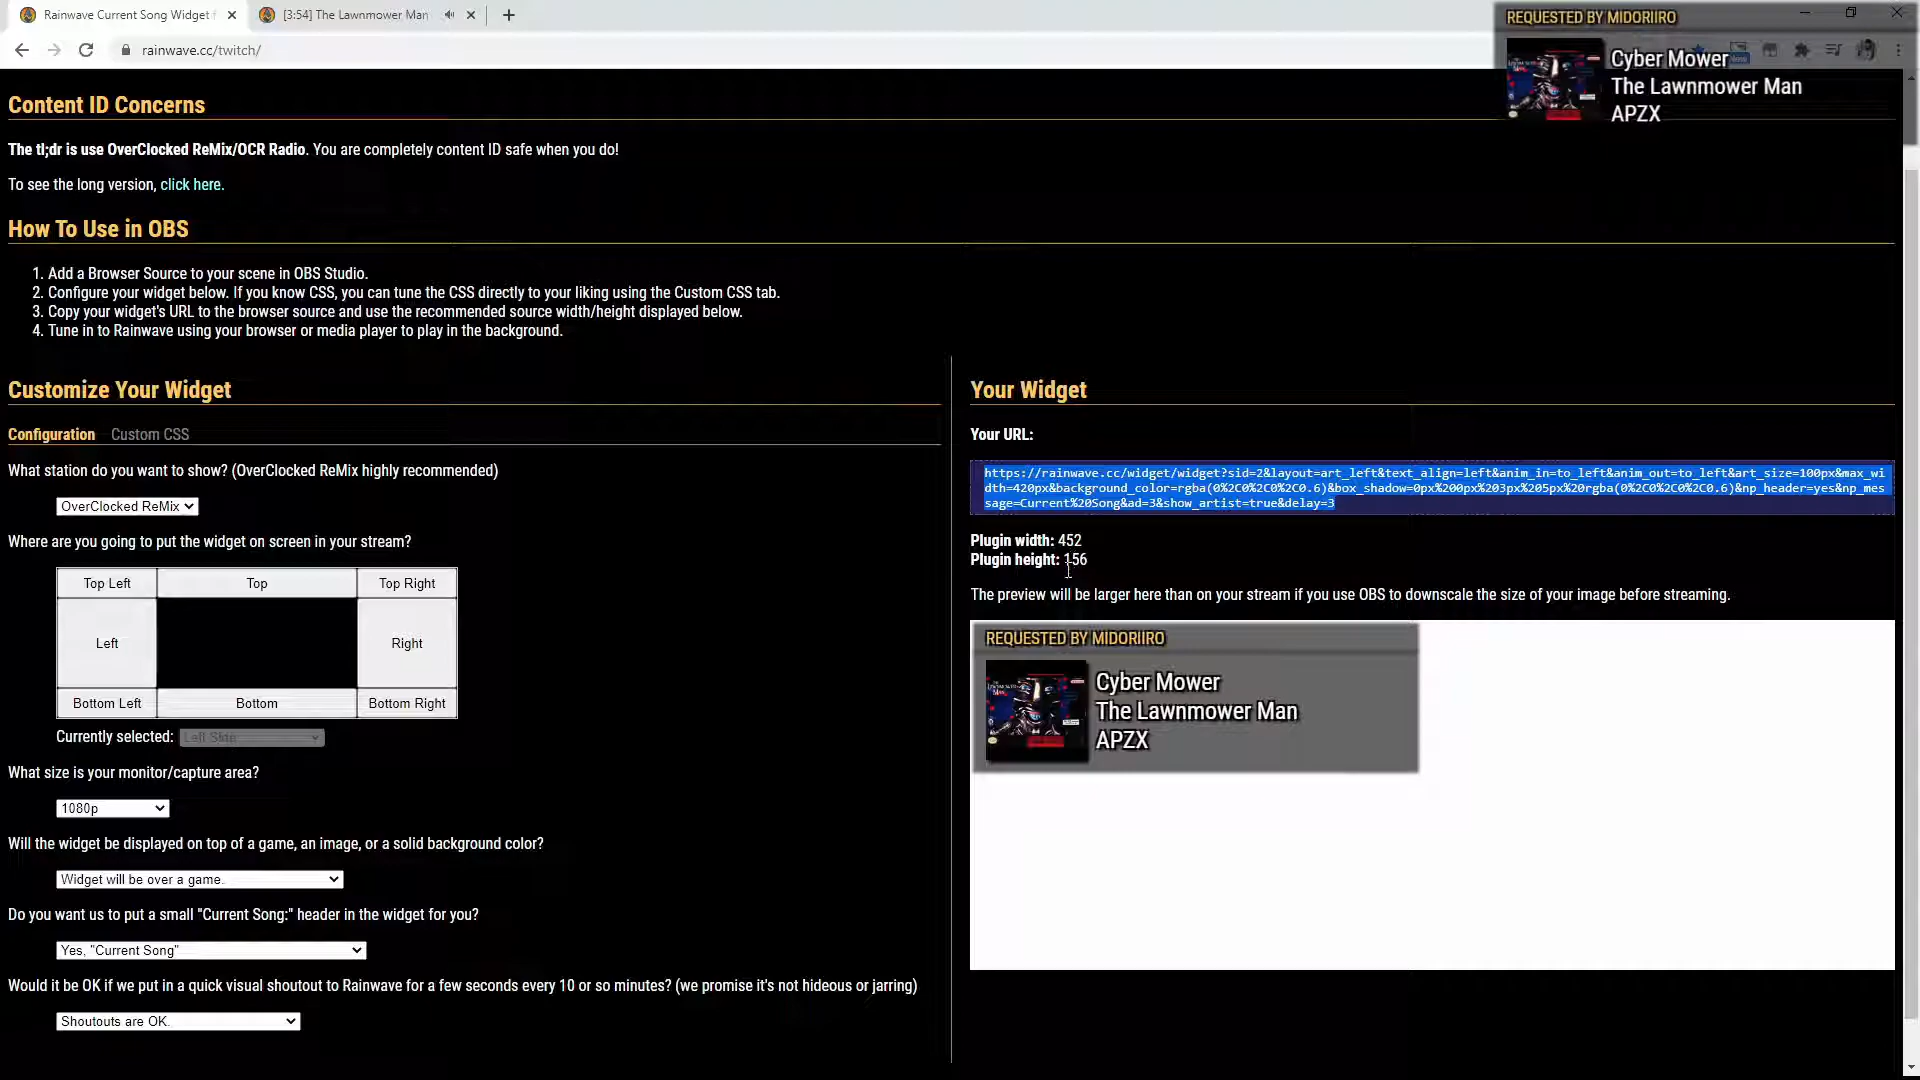 Rainwave Current Song Widget f
[3:54] The Lawnmower Man
rainwave.cc/twitch/
REQUESTED BY MIDORIIRO
Cyber Mower
The Lawnmower Man
APZX
Content ID Concerns
The tl;dr is use OverClocked ReMix/OCR Radio. You are completely content ID safe when you do!
To see the long version, click here.
How To Use in OBS
1. Add a Browser Source to your scene in OBS Studio.
2. Configure your widget below. If you know CSS, you can tune the CSS directly to your liking using the Custom CSS tab.
3. Copy your widget's URL to the browser source and use the recommended source width/height displayed below.
4. Tune in to Rainwave using your browser or media player to play in the background.
Customize Your Widget
Configuration Custom CSS
What station do you want to show? (OverClocked ReMix highly recommended)
OverClocked ReMix
Where are you going to put the widget on screen in your stream?
Top Left Top Top Right
Left Right
Bottom Left Bottom Bottom Right
Currently selected: Left Side
What size is your monitor/capture area?
1080p
Will the widget be displayed on top of a game, an image, or a solid background color?
Widget will be over a game.
Do you want us to put a small "Current Song:" header in the widget for you?
Yes, "Current Song"
Would it be OK if we put in a quick visual shoutout to Rainwave for a few seconds every 10 or so minutes? (we promise it's not hideous or jarring)
Shoutouts are OK.
Your Widget
Your URL:
https://rainwave.cc/widget/widget?sid=2&layout=art_left&text_align=left&anim_in=to_left&anim_out=to_left&art_size=100px&max_wi
dth=420px&background_color=rgba(0%2C0%2C0%2C0.6)&box_shadow=0px%200px%203px%205px%20rgba(0%2C0%2C0%2C0.6)&np_header=yes&np_mes
sage=Current%20Song&ad=3&show_artist=true&delay=3
Plugin width: 452
Plugin height: 156
The preview will be larger here than on your stream if you use OBS to downscale the size of your image before streaming.
REQUESTED BY MIDORIIRO
Cyber Mower
The Lawnmower Man
APZX